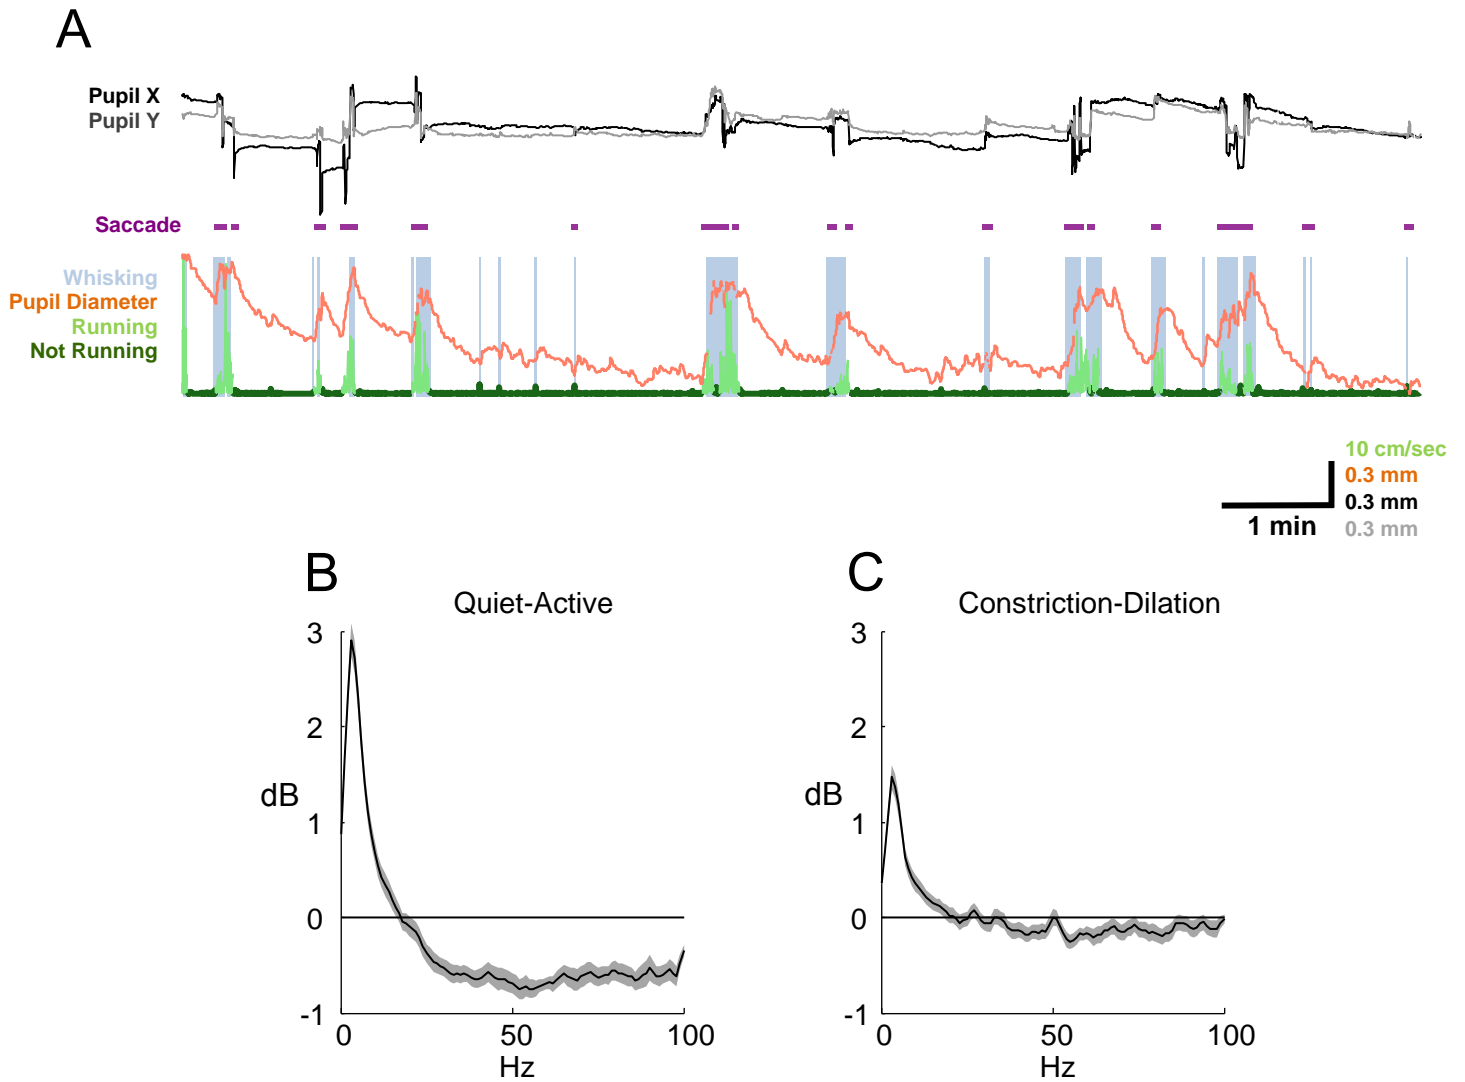 A
Pupil X
Pupil Y
Saccade
Whisking
Pupil Diameter
Running
Not Running
10 cm/sec
0.3 mm
0.3 mm
0.3 mm
1 min
B
Quiet-Active
3
2
1
0
-1
dB
0
50
100
Hz
C
Constriction-Dilation
3
2
1
0
-1
dB
0
50
100
Hz